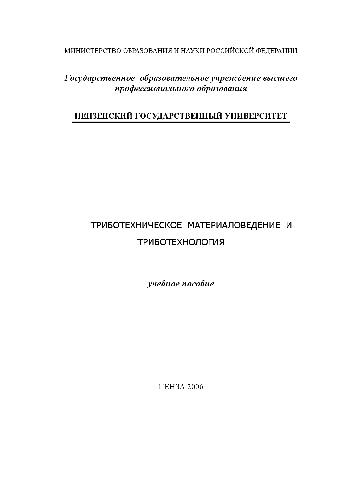 МИНИСТЕРСТВО ОБРАЗОВАНИЯ И НАУКИ РОССИЙСКОЙ ФЕДЕРАЦИИ
Государственное образовательное учреждение высшего
профессионального образования
ПЕНЗЕНСКИЙ ГОСУДАРСТВЕННЫЙ УНИВЕРСИТЕТ
ТРИБОТЕХНИЧЕСКОЕ МАТЕРИАЛОВЕДЕНИЕ И
ТРИБОТЕХНОЛОГИЯ
учебное пособие
ПЕНЗА 2006